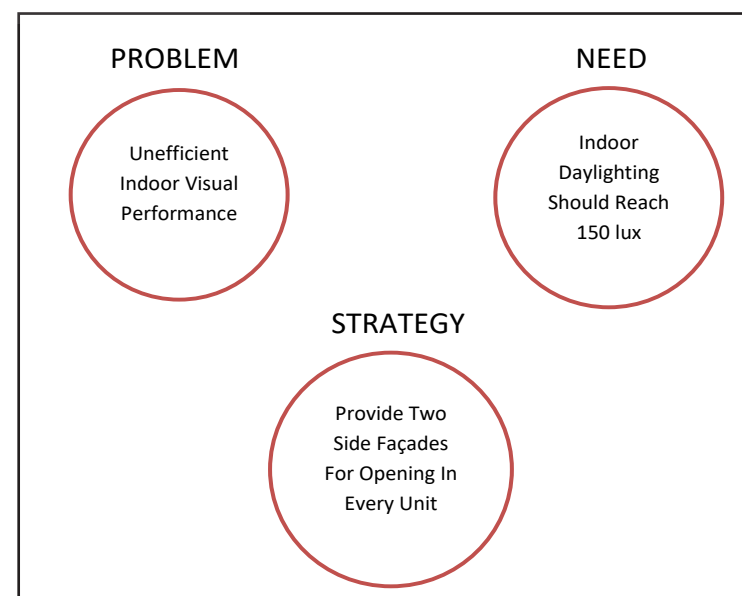 PROBLEM
Unefficient
Indoor Visual
Performance
NEED
Indoor
Daylighting
Should Reach
150 lux
STRATEGY
Provide Two
Side Façades
For Opening In
Every Unit